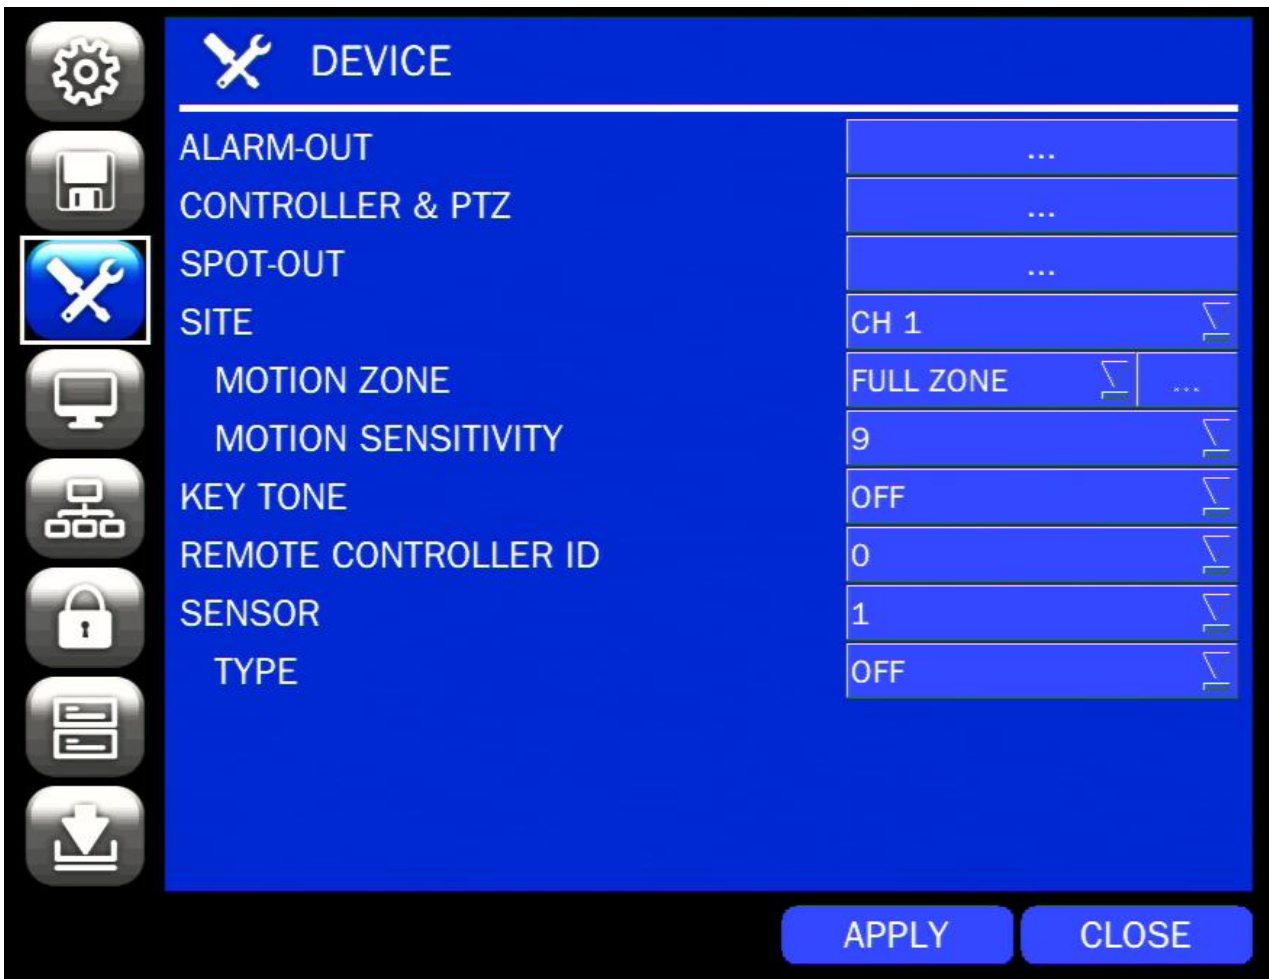 DEVICE
ALARM-OUT ...
CONTROLLER & PTZ ...
SPOT-OUT ...
SITE CH 1
MOTION ZONE FULL ZONE ...
MOTION SENSITIVITY 9
KEY TONE OFF
REMOTE CONTROLLER ID 0
SENSOR 1
TYPE OFF
APPLY CLOSE